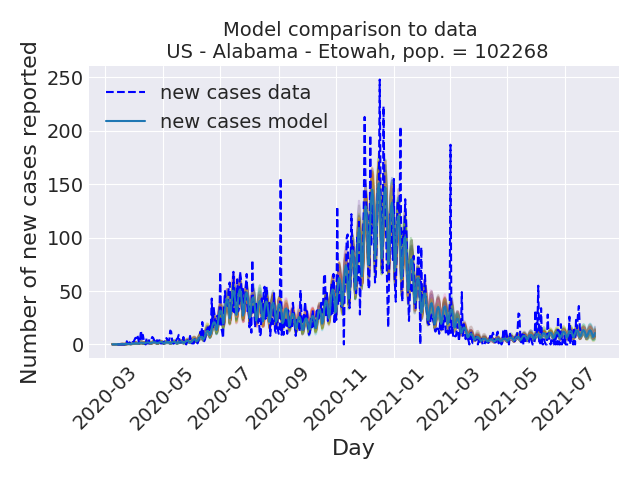 Model comparison to data
US - Alabama - Etowah, pop. = 102268
Number of new cases reported
250
200
150
100
50
0
new cases data
new cases model
2020-03
2020-05
2020-07
2020-09
2020-11
2021-01
2021-03
2021-05
2021-07
Day